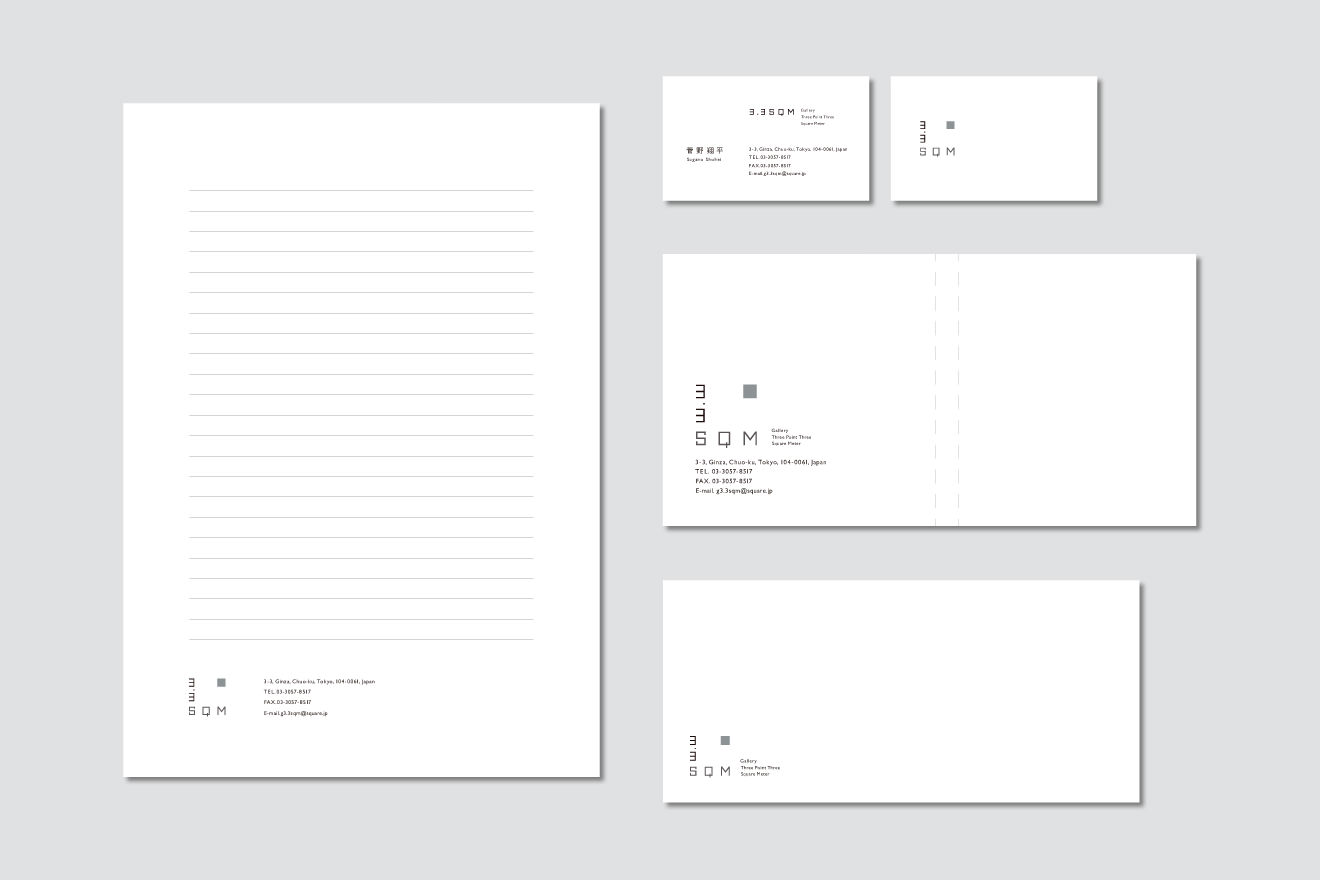 3
.
3
SQM
3-3, Ginza, Chuo-ku, Tokyo, 104-0061, Japan
TEL.03-3057-8517
FAX.03-3057-8517
E-mail.g3.3sqm@square.jp
3.3SQM
Gallery
Three Point Three
Square Meter
菅野 翔平
Sugano Shohei
3-3, Ginza, Chuo-ku, Tokyo, 104-0061, Japan
TEL.03-3057-8517
FAX.03-3057-8517
E-mail.g3.3sqm@square.jp
3
.
3
SQM
3
.
3
SQM
Gallery
Three Point Three
Square Meter
3-3, Ginza, Chuo-ku, Tokyo, 104-0061, Japan
TEL. 03-3057-8517
FAX. 03-3057-8517
E-mail. g3.3sqm@square.jp
3
.
3
SQM
Gallery
Three Point Three
Square Meter